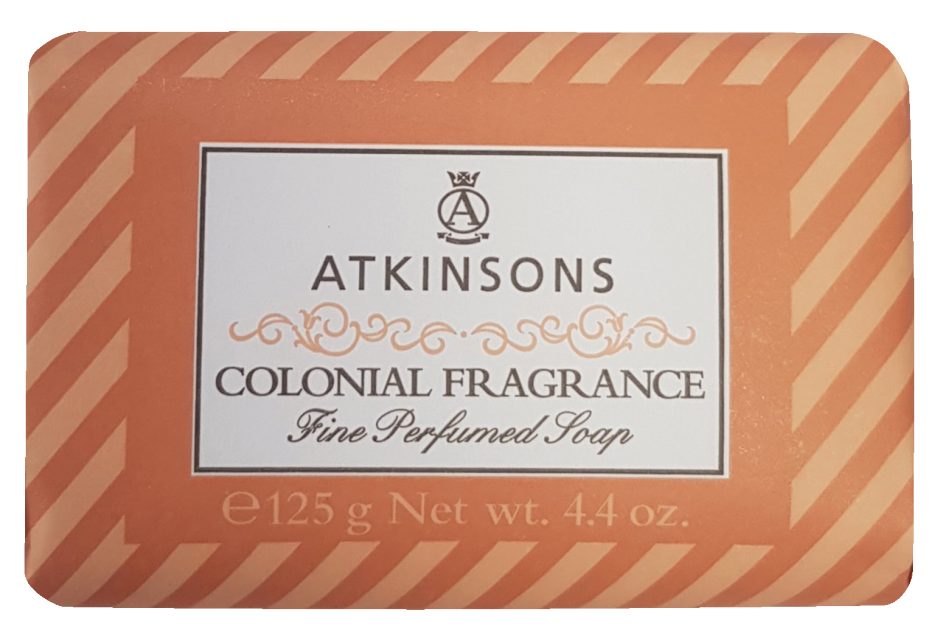 A
ATKINSONS
COLONIAL FRAGRANCE
Fine Perfumed Soap
℮125 g Net wt. 4.4 oz.